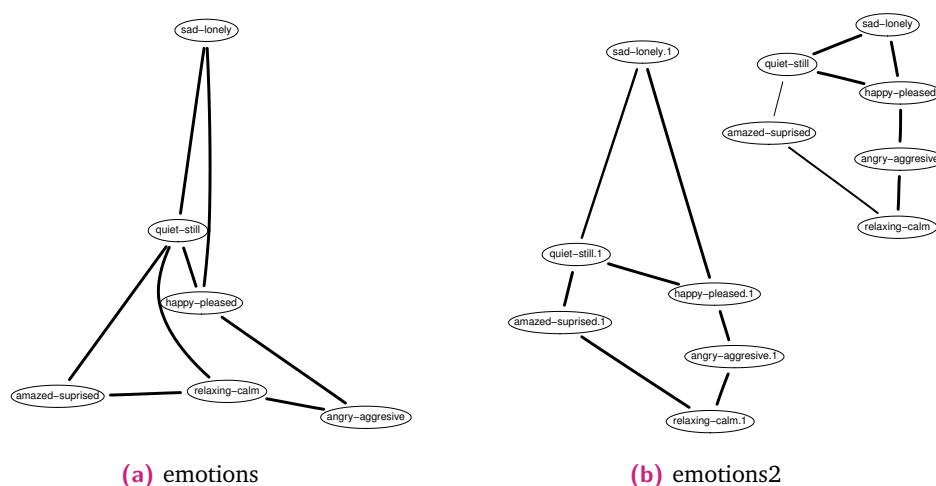 sad-lonely
quiet-still
happy-pleased
amazed-suprised
relaxing-calm
angry-aggresive
(a) emotions
sad-lonely.1
quiet-still.1
happy-pleased.1
amazed-suprised.1
angry-aggresive.1
relaxing-calm.1
sad-lonely
quiet-still
happy-pleased
amazed-suprised
angry-aggresive
relaxing-calm
(b) emotions2